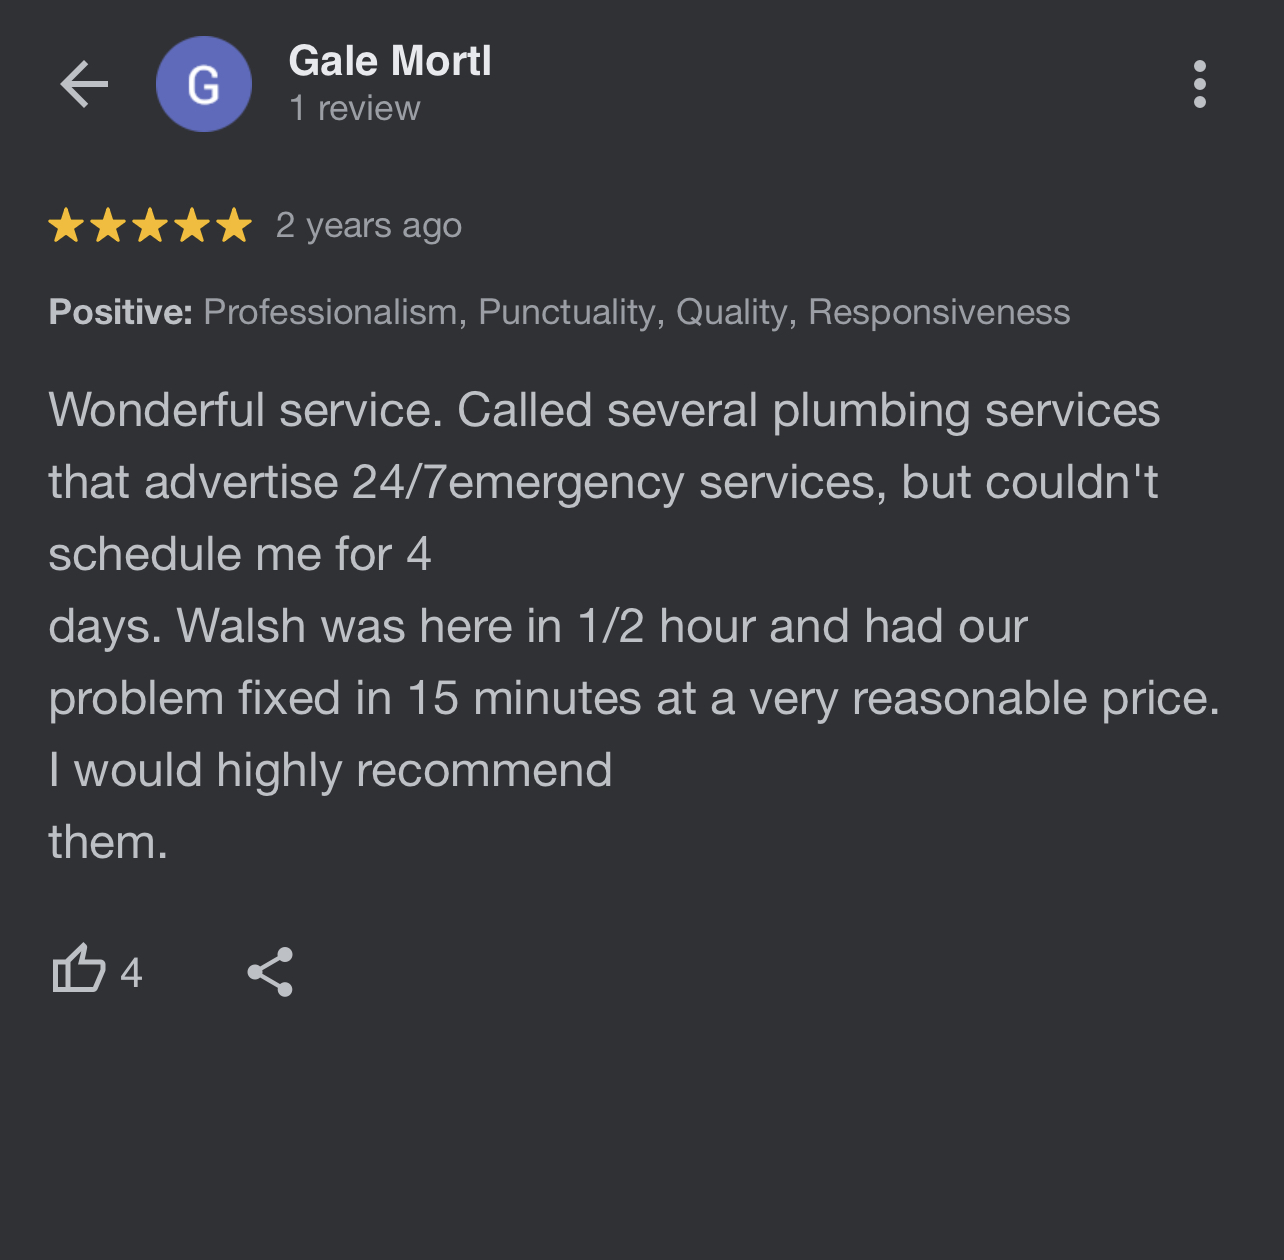 Gale Mortl
G
1 review
2 years ago
Positive: Professionalism, Punctuality, Quality, Responsiveness
Wonderful service. Called several plumbing services
that advertise 24/7emergency services, but couldn't
schedule me for 4
days. Walsh was here in 1/2 hour and had our
problem fixed in 15 minutes at a very reasonable price.
I would highly recommend
them.
4